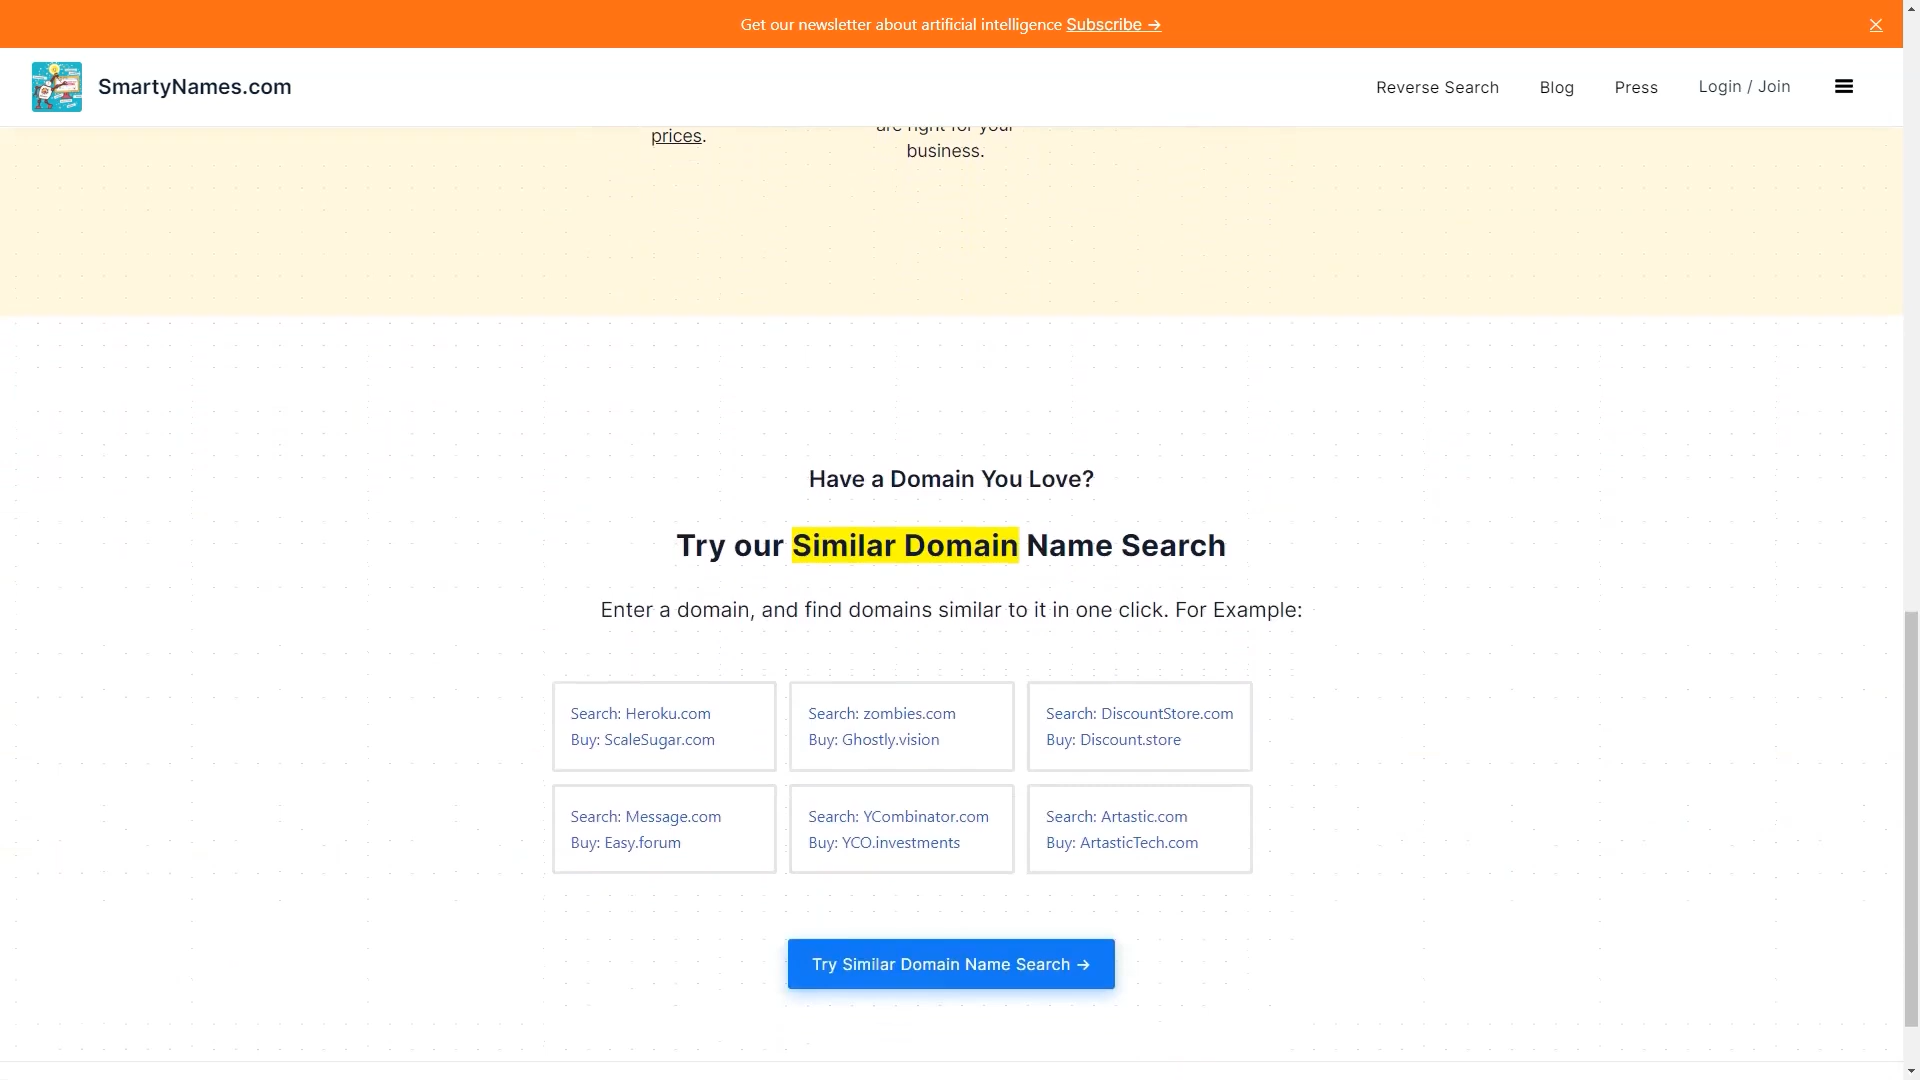 Get our newsletter about artificial intelligence Subscribe →
SmartyNames.com
Reverse Search
Blog
Press
Login / Join
prices.
are right for your
business.
Have a Domain You Love?
Try our Similar Domain Name Search
Enter a domain, and find domains similar to it in one click. For Example:
Search: Heroku.com
Buy: ScaleSugar.com
Search: zombies.com
Buy: Ghostly.vision
Search: DiscountStore.com
Buy: Discount.store
Search: Message.com
Buy: Easy.forum
Search: YCombinator.com
Buy: YCO.investments
Search: Artastic.com
Buy: ArtasticTech.com
Try Similar Domain Name Search →